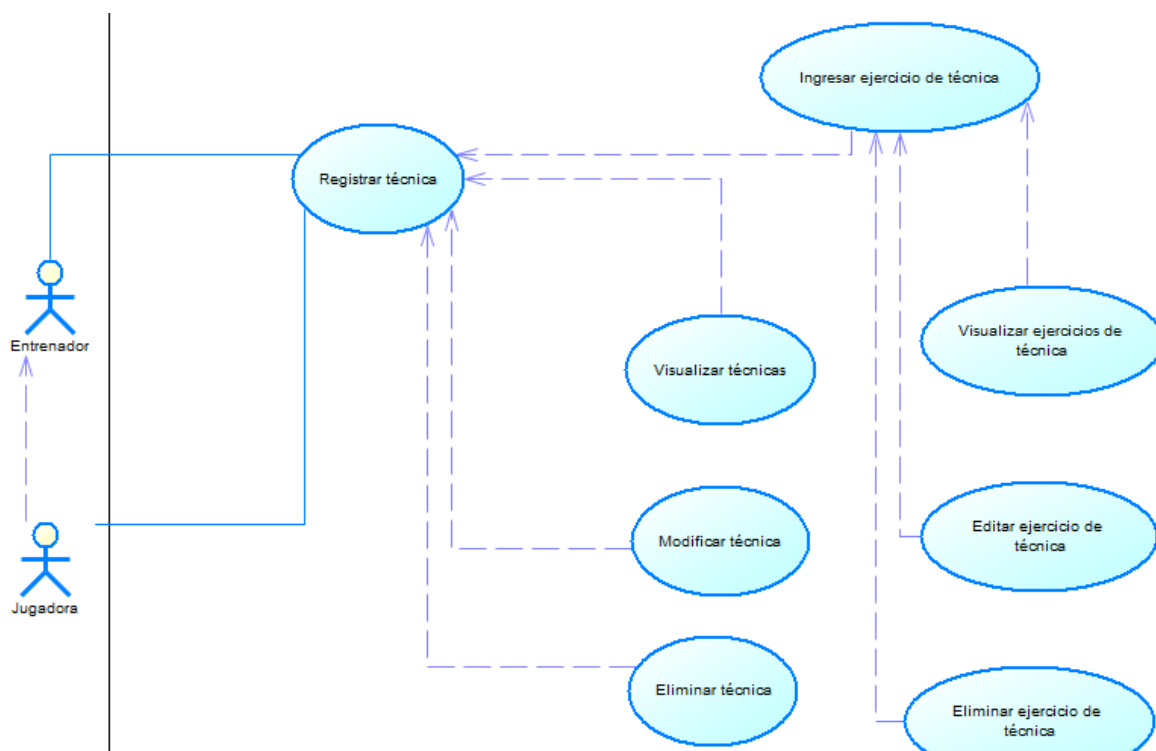 Ingresar ejercicio de técnica
Registrar técnica
Entrenador
Visualizar ejercicios de
técnica
Visualizar técnicas
Editar ejercicio de
técnica
Modificar técnica
Jugadora
Eliminar técnica
Eliminar ejercicio de
técnica